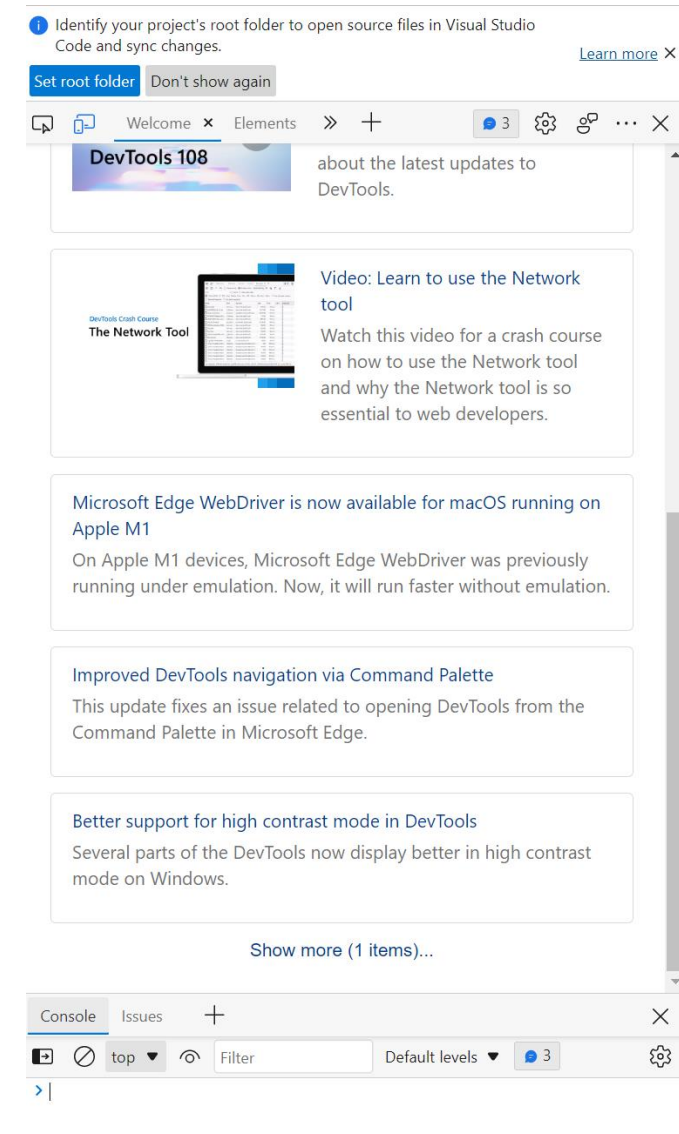 Identify your project's root folder to open source files in Visual Studio
Code and sync changes.
Learn more
Set root folder Don't show again
Welcome Elements 3
DevTools 108
about the latest updates to
DevTools.
DevTools Crash Course
The Network Tool
Video: Learn to use the Network
tool
Watch this video for a crash course
on how to use the Network tool
and why the Network tool is so
essential to web developers.
Microsoft Edge WebDriver is now available for macOS running on
Apple M1
On Apple M1 devices, Microsoft Edge WebDriver was previously
running under emulation. Now, it will run faster without emulation.
Improved DevTools navigation via Command Palette
This update fixes an issue related to opening DevTools from the
Command Palette in Microsoft Edge.
Better support for high contrast mode in DevTools
Several parts of the DevTools now display better in high contrast
mode on Windows.
Show more (1 items)...
Console Issues
top Filter Default levels 3